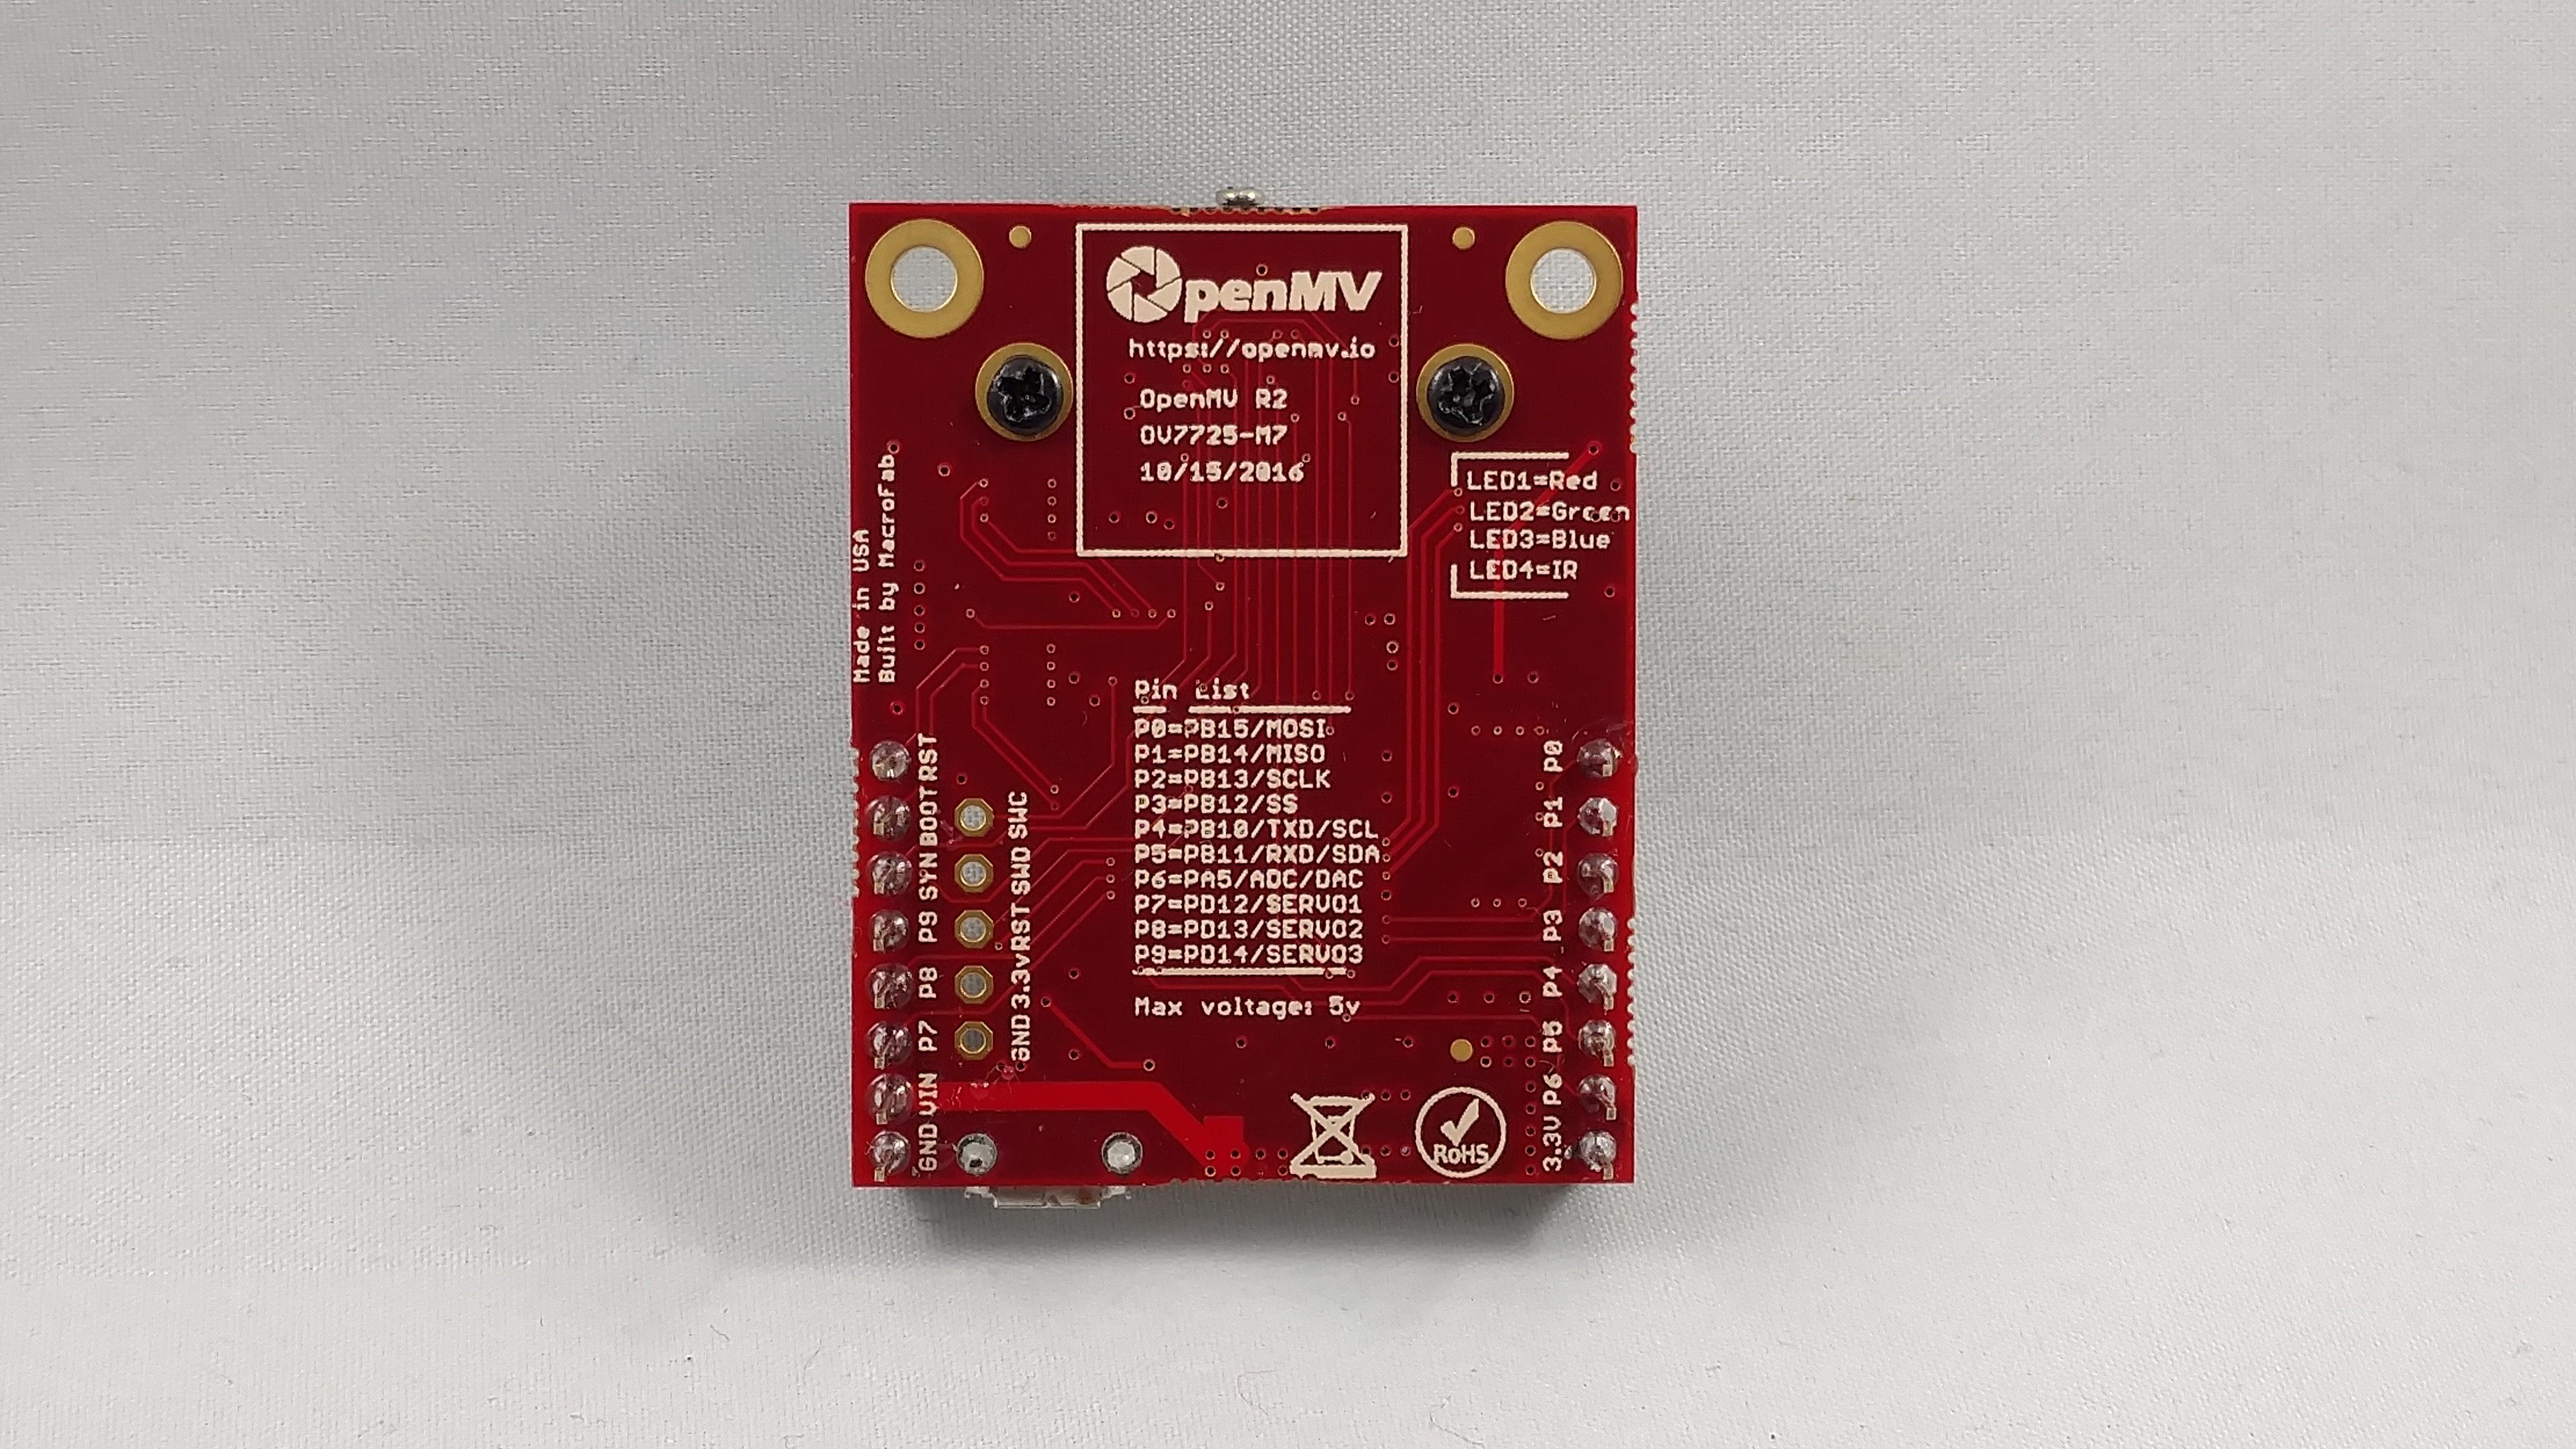 OpenMV
https://openmv.io
OpenMV R2
OV7725-M7
10/15/2016
LED1=Red
LED2=Green
LED3=Blue
LED4=IR
Made in USA
Built by MacroFab
Pin List
P0=PB15/MOSI
P1=PB14/MISO
P2=PB13/SCLK
P3=PB12/SS
P4=PB10/TXD/SCL
P5=PB11/RXD/SDA
P6=PA5/ADC/DAC
P7=PD12/SERVO1
P8=PD13/SERVO2
P9=PD14/SERVO3
Max voltage: 5v
GND VIN P7 P8 P9 SYN BOOT RST
GND 3.3v RST SWD SWC
3.3V P6 P5 P4 P3 P2 P1 P0
RoHS